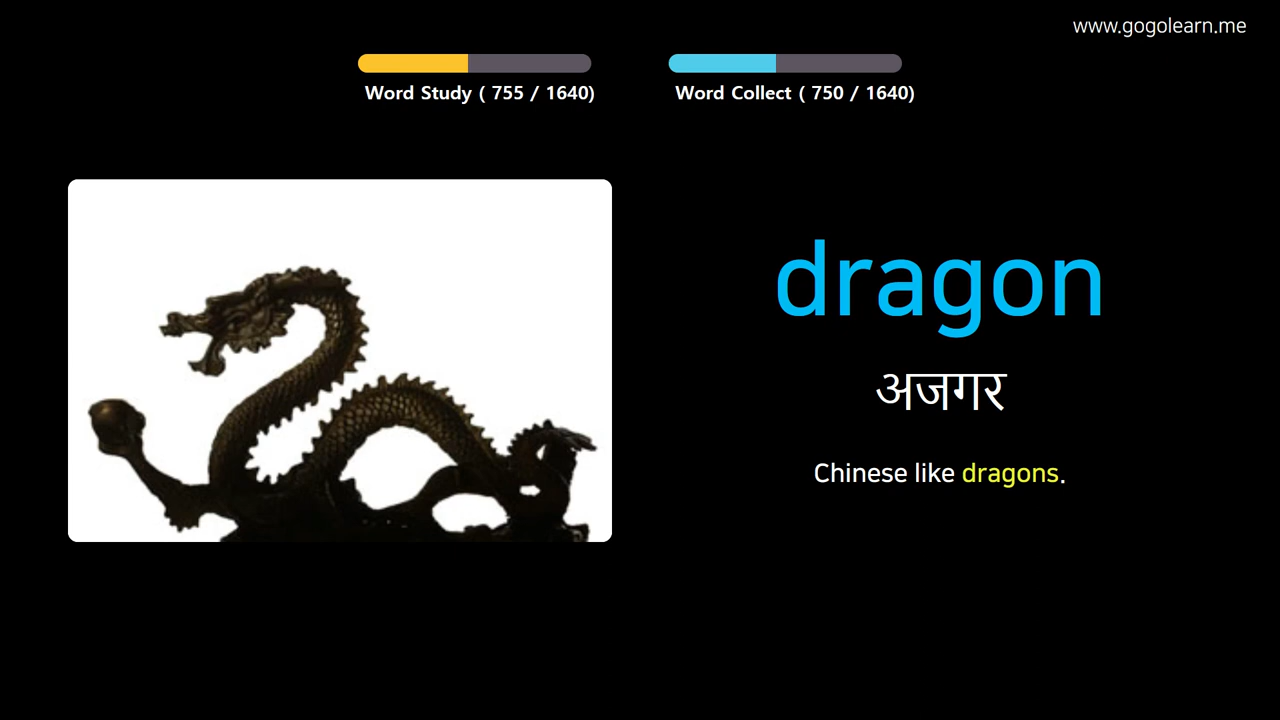 www.gogolearn.me
Word Study ( 755 / 1640)
Word Collect ( 750 / 1640)
dragon
अजगर
Chinese like dragons.